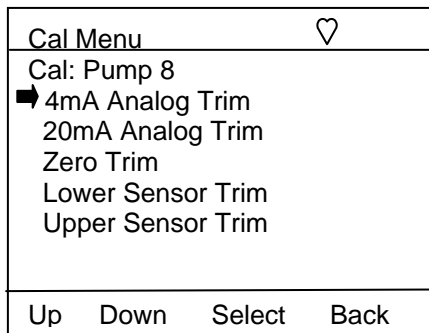 Cal Menu ♡
Cal: Pump 8
4mA Analog Trim
20mA Analog Trim
Zero Trim
Lower Sensor Trim
Upper Sensor Trim
Up Down Select Back